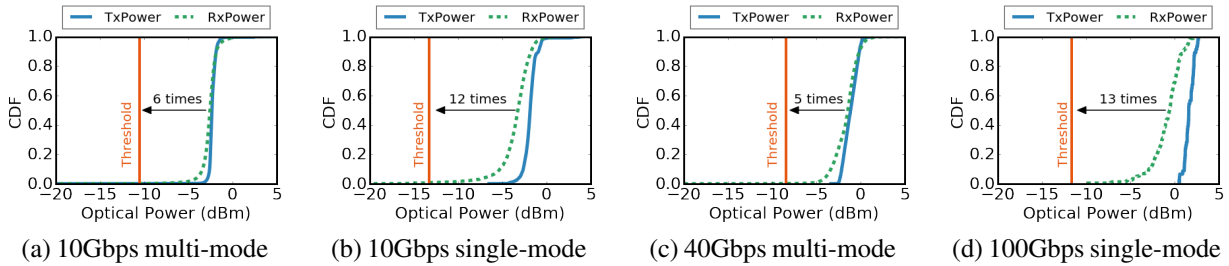 TxPower RxPower
1.0
0.8
0.6
0.4
0.2
0.0
CDF
Threshold
6 times
−20 −15 −10 −5 0 5
Optical Power (dBm)
(a) 10Gbps multi-mode
TxPower RxPower
1.0
0.8
0.6
0.4
0.2
0.0
CDF
Threshold
12 times
−20 −15 −10 −5 0 5
Optical Power (dBm)
(b) 10Gbps single-mode
TxPower RxPower
1.0
0.8
0.6
0.4
0.2
0.0
CDF
Threshold
5 times
−20 −15 −10 −5 0 5
Optical Power (dBm)
(c) 40Gbps multi-mode
TxPower RxPower
1.0
0.8
0.6
0.4
0.2
0.0
CDF
Threshold
13 times
−20 −15 −10 −5 0 5
Optical Power (dBm)
(d) 100Gbps single-mode